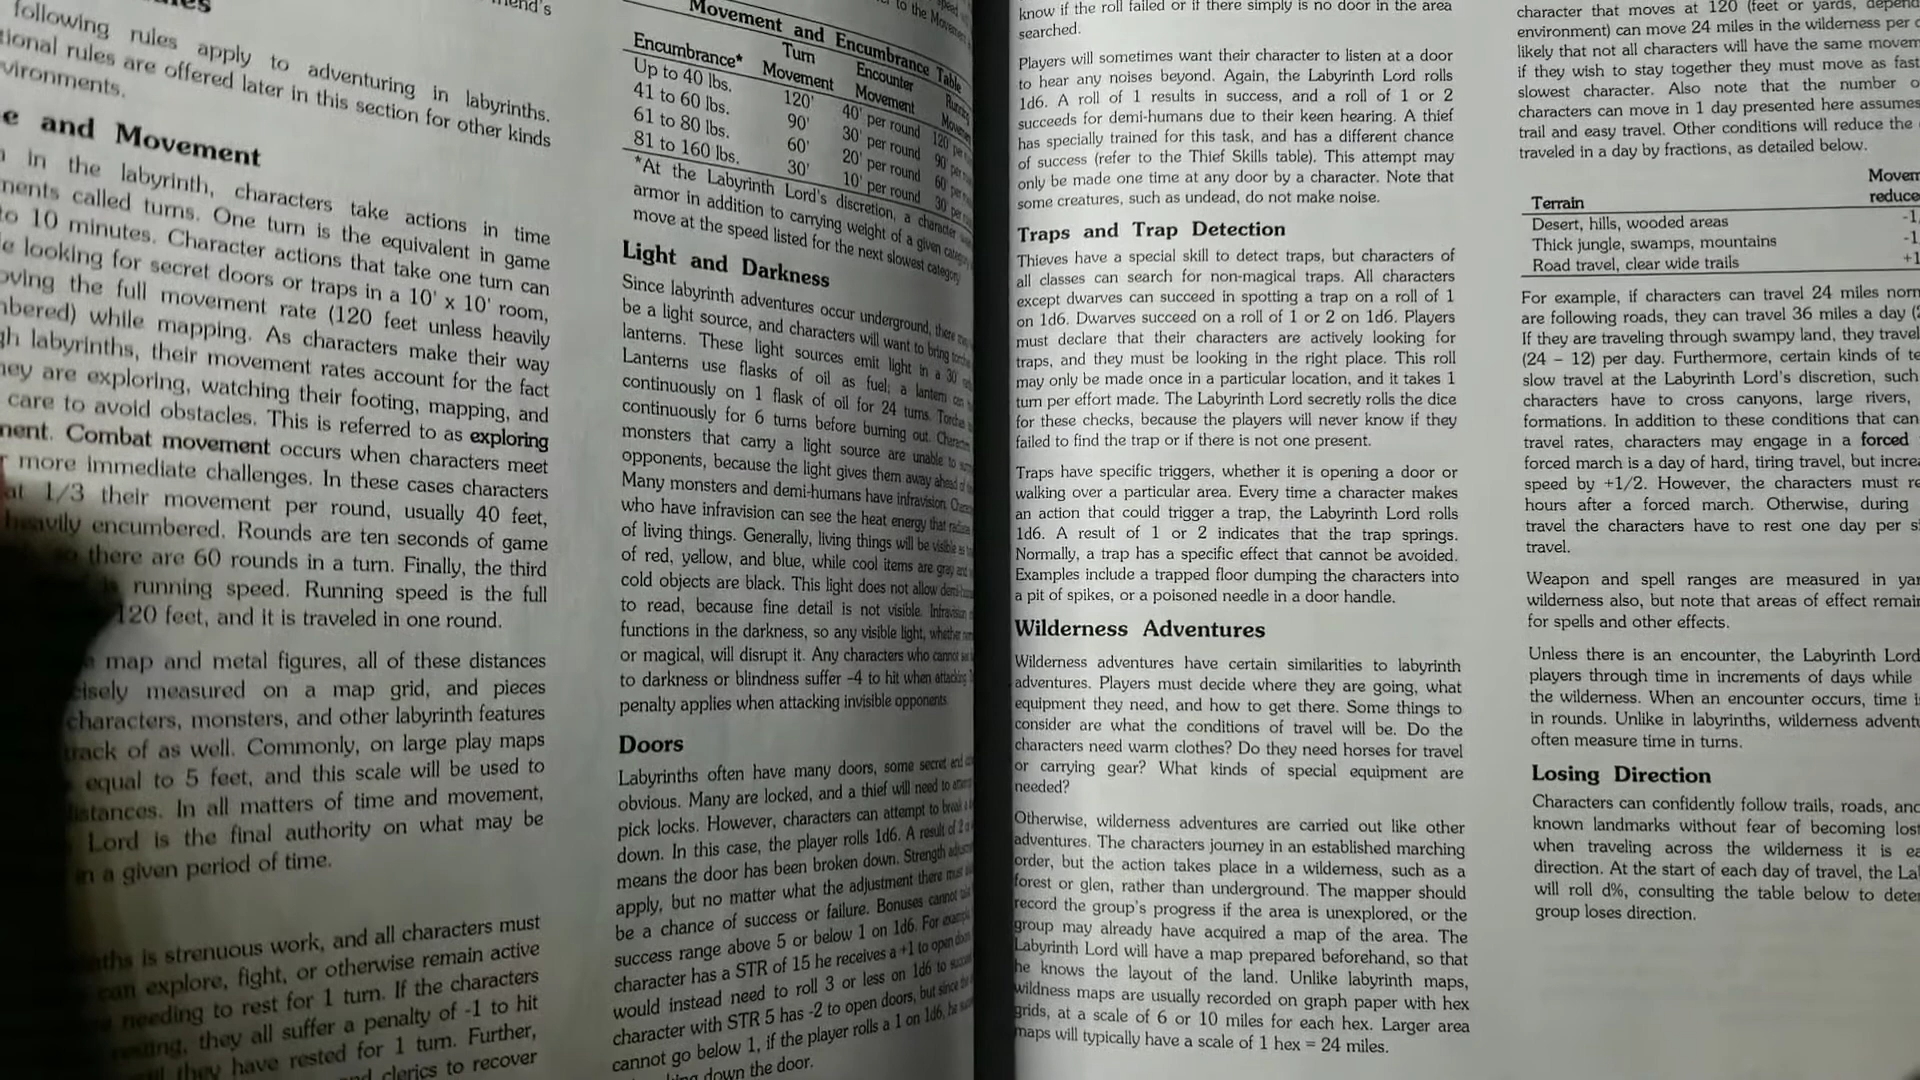 following rules apply to adventuring in labyrinths.
rules are offered later in this section for other kinds
and Movement
in the labyrinth, characters take actions in time
called turns. One turn is the equivalent in game
to 10 minutes. Character actions that take one turn can
looking for secret doors or traps in a 10' x 10' room,
the full movement rate (120 feet unless heavily
while mapping. As characters make their way
labyrinths, their movement rates account for the fact
are exploring, watching their footing, mapping, and
care to avoid obstacles. This is referred to as exploring
Combat movement occurs when characters meet
more immediate challenges. In these cases characters
at 1/3 their movement per round, usually 40 feet,
heavily encumbered. Rounds are ten seconds of game
there are 60 rounds in a turn. Finally, the third
running speed. Running speed is the full
120 feet, and it is traveled in one round.
map and metal figures, all of these distances
measured on a map grid, and pieces
characters, monsters, and other labyrinth features
track of as well. Commonly, on large play maps
equal to 5 feet, and this scale will be used to
In all matters of time and movement,
Lord is the final authority on what may be
in a given period of time.
is strenuous work, and all characters must
can explore, fight, or otherwise remain active
needing to rest for 1 turn. If the characters
they all suffer a penalty of -1 to hit
they have rested for 1 turn. Further,
clerics to recover
to the Movement
Movement and Encumbrance Table
Encumbrance* Turn Movement Encounter Movement Running
Up to 40 lbs. 120' 40' per round 120'
41 to 60 lbs. 90' 30' per round 90'
61 to 80 lbs. 60' 20' per round 60'
81 to 160 lbs. 30' 10' per round 30'
*At the Labyrinth Lord's discretion, a character
armor in addition to carrying weight of a given category
move at the speed listed for the next slowest category
Light and Darkness
Since labyrinth adventures occur underground, there
be a light source, and characters will want to bring
lanterns. These light sources emit light in a 30'
Lanterns use flasks of oil as fuel; a lantern can
continuously on 1 flask of oil for 24 turns. Torches
continuously for 6 turns before burning out. Characters
monsters that carry a light source are unable to
opponents, because the light gives them away ahead of
Many monsters and demi-humans have infravision.
who have infravision can see the heat energy that
of living things. Generally, living things will be visible
of red, yellow, and blue, while cool items are gray and
cold objects are black. This light does not allow
to read, because fine detail is not visible. Infravision
functions in the darkness, so any visible light, whether
or magical, will disrupt it. Any characters who cannot
to darkness or blindness suffer -4 to hit when attacking
penalty applies when attacking invisible opponents
Doors
Labyrinths often have many doors, some secret and
obvious. Many are locked, and a thief will need to
pick locks. However, characters can attempt to break
down. In this case, the player rolls 1d6. A result of 2
means the door has been broken down. Strength
apply, but no matter what the adjustment there must
be a chance of success or failure. Bonuses cannot
success range above 5 or below 1 on 1d6. For example
character has a STR of 15 he receives a +1 to open
would instead need to roll 3 or less on 1d6 to
character with STR 5 has -2 to open doors, but since
cannot go below 1, if the player rolls a 1 on 1d6, he
down the door.
know if the roll failed or if there simply is no door in the area
searched.
Players will sometimes want their character to listen at a door
to hear any noises beyond. Again, the Labyrinth Lord rolls
1d6. A roll of 1 results in success, and a roll of 1 or 2
succeeds for demi-humans due to their keen hearing. A thief
has specially trained for this task, and has a different chance
of success (refer to the Thief Skills table). This attempt may
only be made one time at any door by a character. Note that
some creatures, such as undead, do not make noise.
Traps and Trap Detection
Thieves have a special skill to detect traps, but characters of
all classes can search for non-magical traps. All characters
except dwarves can succeed in spotting a trap on a roll of 1
on 1d6. Dwarves succeed on a roll of 1 or 2 on 1d6. Players
must declare that their characters are actively looking for
traps, and they must be looking in the right place. This roll
may only be made once in a particular location, and it takes 1
turn per effort made. The Labyrinth Lord secretly rolls the dice
for these checks, because the players will never know if they
failed to find the trap or if there is not one present.
Traps have specific triggers, whether it is opening a door or
walking over a particular area. Every time a character makes
an action that could trigger a trap, the Labyrinth Lord rolls
1d6. A result of 1 or 2 indicates that the trap springs.
Normally, a trap has a specific effect that cannot be avoided.
Examples include a trapped floor dumping the characters into
a pit of spikes, or a poisoned needle in a door handle.
Wilderness Adventures
Wilderness adventures have certain similarities to labyrinth
adventures. Players must decide where they are going, what
equipment they need, and how to get there. Some things to
consider are what the conditions of travel will be. Do the
characters need warm clothes? Do they need horses for travel
or carrying gear? What kinds of special equipment are
needed?
Otherwise, wilderness adventures are carried out like other
adventures. The characters journey in an established marching
order, but the action takes place in a wilderness, such as a
forest or glen, rather than underground. The mapper should
record the group's progress if the area is unexplored, or the
group may already have acquired a map of the area. The
Labyrinth Lord will have a map prepared beforehand, so that
he knows the layout of the land. Unlike labyrinth maps,
wildness maps are usually recorded on graph paper with hex
grids, at a scale of 6 or 10 miles for each hex. Larger area
maps will typically have a scale of 1 hex = 24 miles.
character that moves at 120 (feet or yards,
environment) can move 24 miles in the wilderness per
likely that not all characters will have the same
if they wish to stay together they must move as fast
slowest character. Also note that the number
characters can move in 1 day presented here assumes
trail and easy travel. Other conditions will reduce the
traveled in a day by fractions, as detailed below.
Terrain
Desert, hills, wooded areas
Thick jungle, swamps, mountains
Road travel, clear wide trails
For example, if characters can travel 24 miles
are following roads, they can travel 36 miles a day
If they are traveling through swampy land, they travel
(24 – 12) per day. Furthermore, certain kinds of
slow travel at the Labyrinth Lord's discretion, such
characters have to cross canyons, large rivers,
formations. In addition to these conditions that can
travel rates, characters may engage in a forced
forced march is a day of hard, tiring travel, but
speed by +1/2. However, the characters must
hours after a forced march. Otherwise, during
travel the characters have to rest one day per
travel.
Weapon and spell ranges are measured in
wilderness also, but note that areas of effect remain
for spells and other effects.
Unless there is an encounter, the Labyrinth Lord
players through time in increments of days while
the wilderness. When an encounter occurs, time
in rounds. Unlike in labyrinths, wilderness
often measure time in turns.
Losing Direction
Characters can confidently follow trails, roads,
known landmarks without fear of becoming lost
when traveling across the wilderness it is
direction. At the start of each day of travel, the
will roll d%, consulting the table below to
group loses direction.